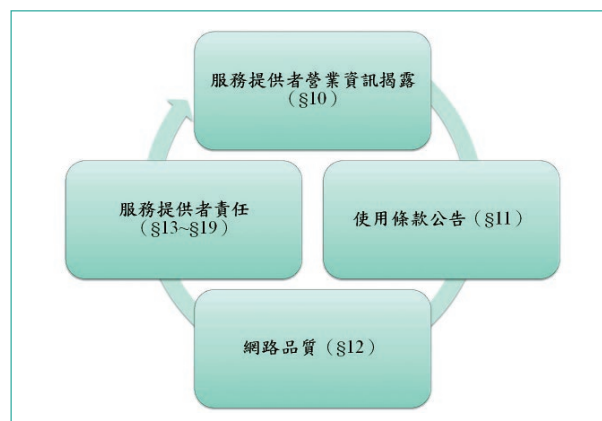 服務提供者營業資訊揭露
（§10）
使用條款公告（§11）
網路品質（§12）
服務提供者責任
（§13~§19）